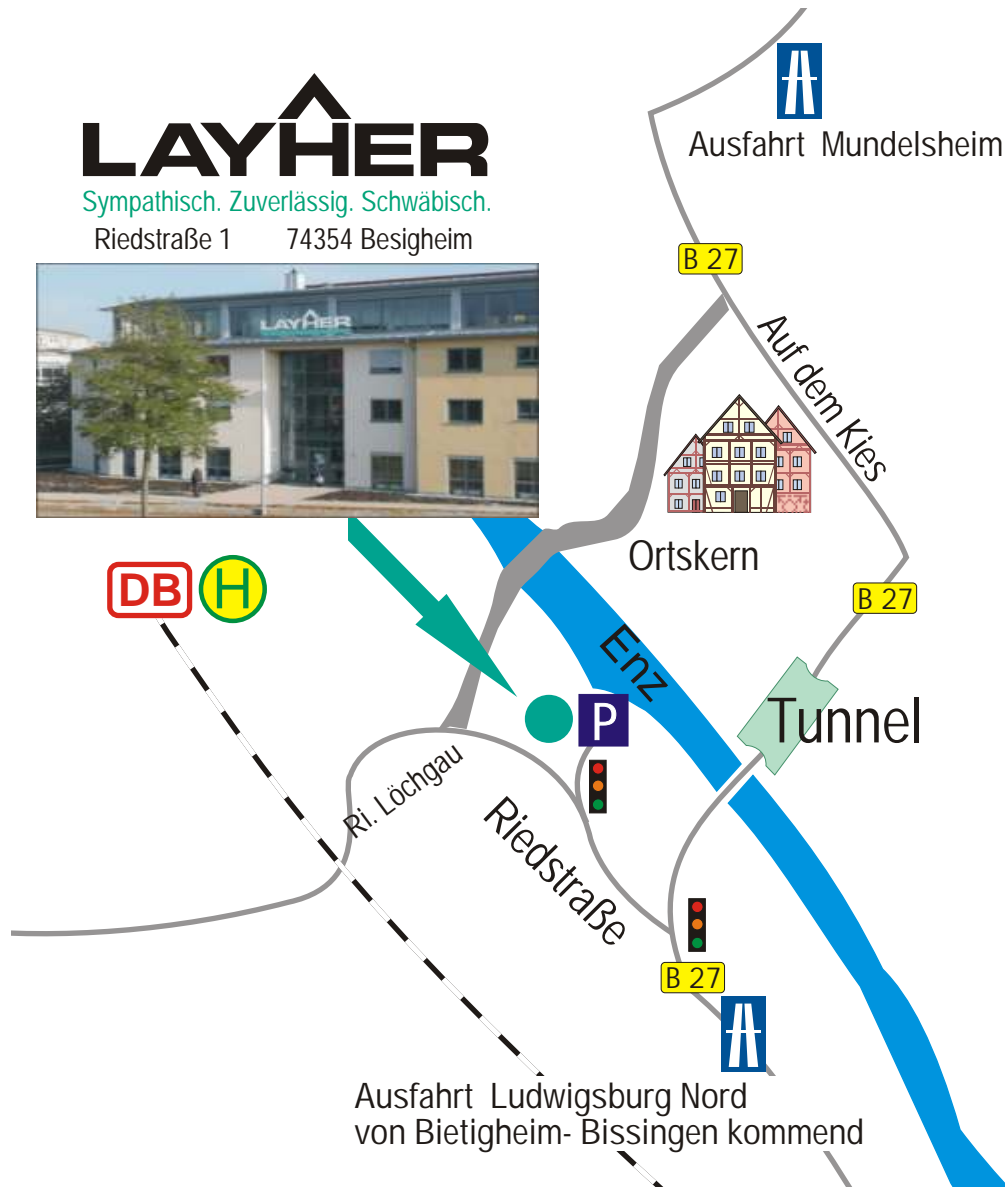 LAYHER
Sympathisch. Zuverlässig. Schwäbisch.
Riedstraße 1 74354 Besigheim
LAYHER
Ausfahrt Mundelsheim
B 27
Auf dem Kies
Ortskern
DB H
B 27
Enz
P
Tunnel
Ri. Löchgau
Riedstraße
B 27
Ausfahrt Ludwigsburg Nord
von Bietigheim- Bissingen kommend